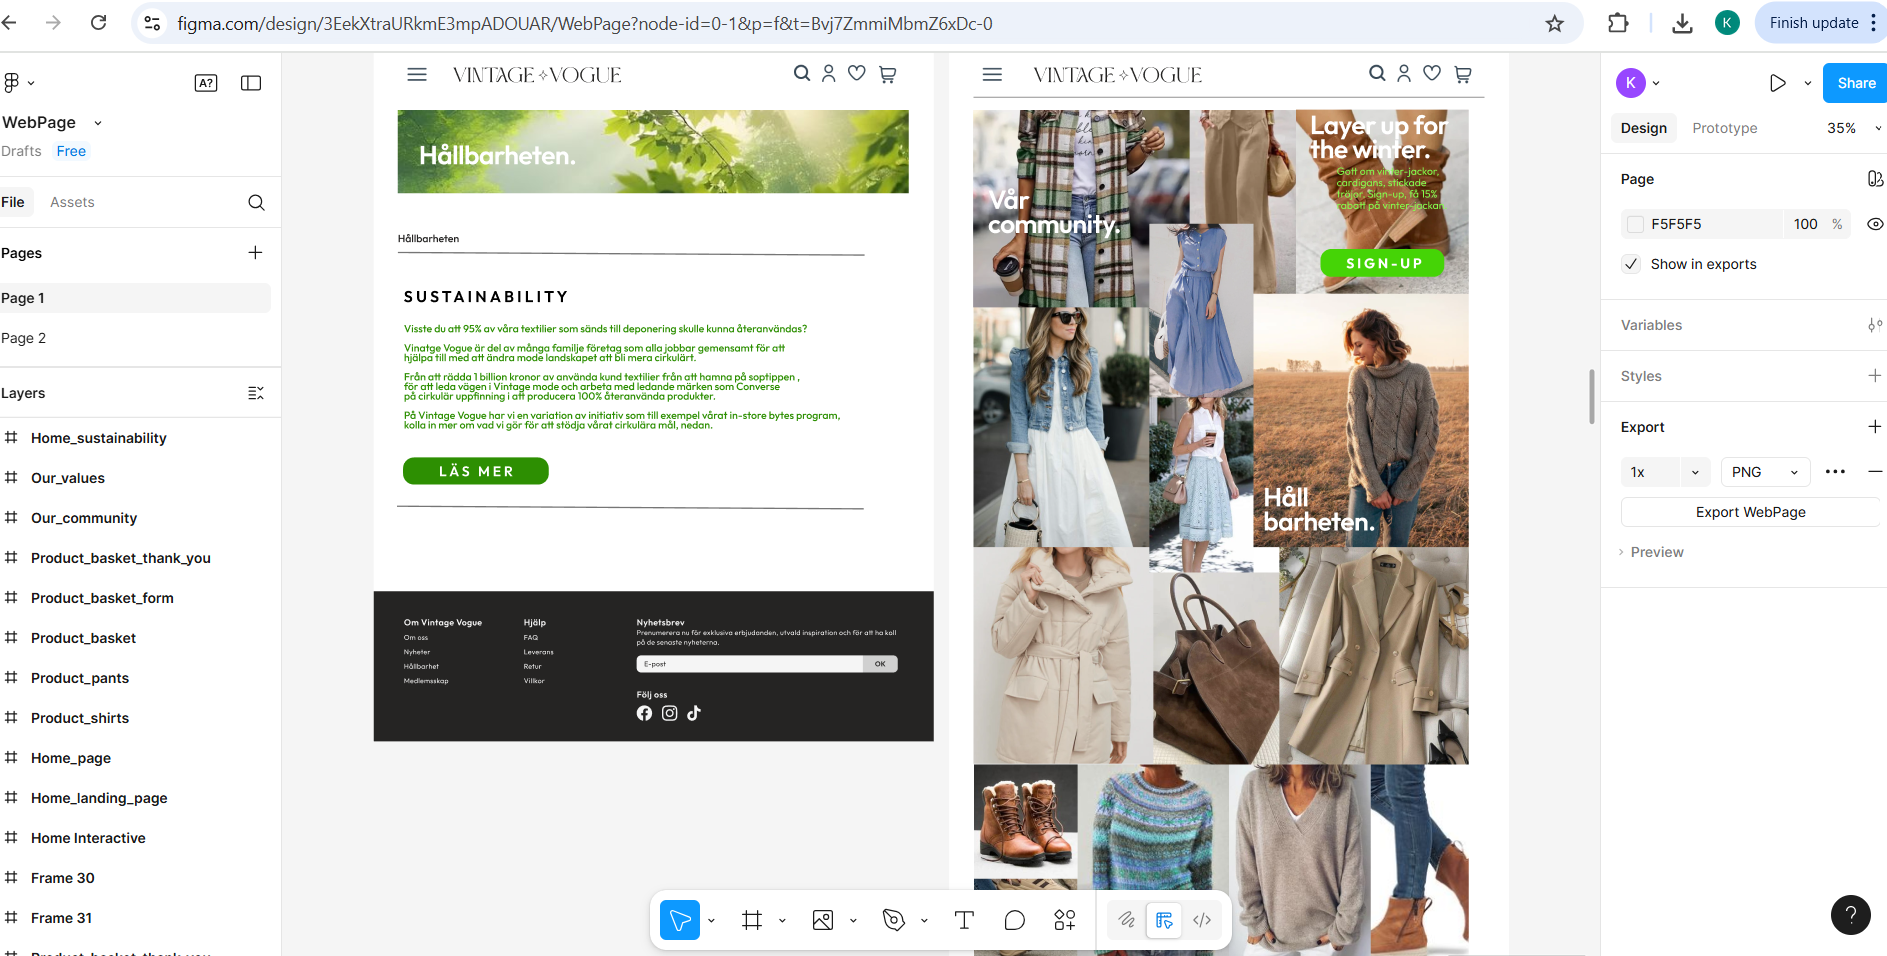 figma.com/design/3EekXtraURkmE3mpADOUAR/WebPage?node-id=0-1&p=f&t=Bvj7ZmmiMbmZ6xDc-0
K
Finish update
A?
WebPage
Drafts
Free
File
Assets
Pages
Page 1
Page 2
Layers
Home_sustainability
Our_values
Our_community
Product_basket_thank_you
Product_basket_form
Product_basket
Product_pants
Product_shirts
Home_page
Home_landing_page
Home Interactive
Frame 30
Frame 31
VINTAGE VOGUE
Hållbarheten.
Hållbarheten
SUSTAINABILITY
Visste du att 95% av våra textilier som sänds till deponering skulle kunna återanvändas?
Vinatge Vogue är del av många familje företag som alla jobbar gemensamt för att
hjälpa till med att ändra mode landskapet att bli mera cirkulärt.
Från att rädda 1 billion kronor av använda kund textilier från att hamna på soptippen ,
för att leda vägen i Vintage mode och arbeta med ledande märken som Converse
på cirkulär uppfinning i att producera 100% återanvända produkter.
På Vintage Vogue har vi en variation av initiativ som till exempel vårat in-store bytes program,
kolla in mer om vad vi gör för att stödja vårat cirkulära mål, nedan.
LÄS MER
Om Vintage Vogue
Om oss
Nyheter
Hållbarhet
Medlemsskap
Hjälp
FAQ
Leverans
Retur
Villkor
Nyhetsbrev
Prenumerera nu för exklusiva erbjudanden, utvald inspiration och för att ha koll
på de senaste nyheterna.
E-post
OK
Följ oss
VINTAGE VOGUE
Vår
community.
Layer up for
the winter.
Gott om vinter-jackor,
cardigans, stickade
tröjor. Sign-up, få 15%
rabatt på vinter-jackor.
SIGN-UP
Håll
barheten.
K
Share
Design
Prototype
35%
Page
F5F5F5
100
%
Show in exports
Variables
Styles
Export
1x
PNG
Export WebPage
Preview
?